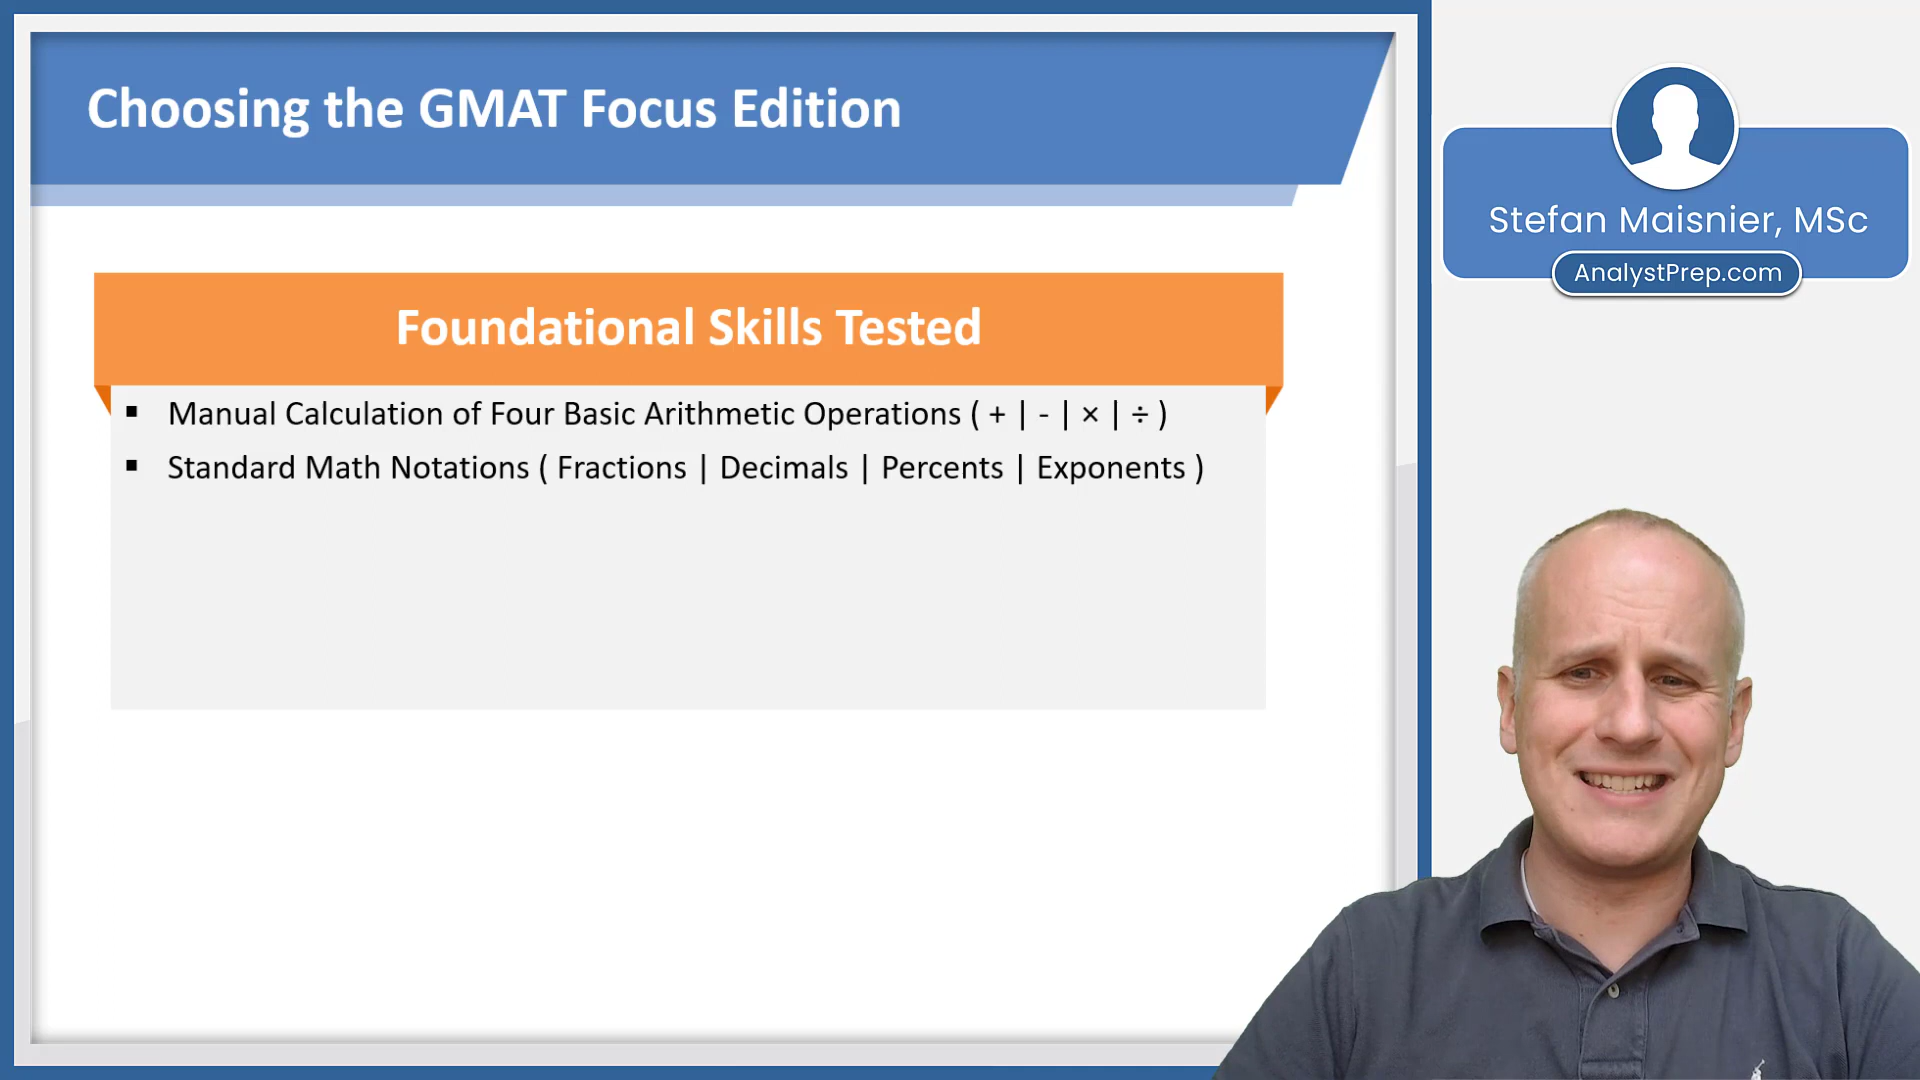 Choosing the GMAT Focus Edition
Stefan Maisnier, MSc
AnalystPrep.com
Foundational Skills Tested
▪ Manual Calculation of Four Basic Arithmetic Operations ( + | - | × | ÷ )
▪ Standard Math Notations ( Fractions | Decimals | Percents | Exponents )